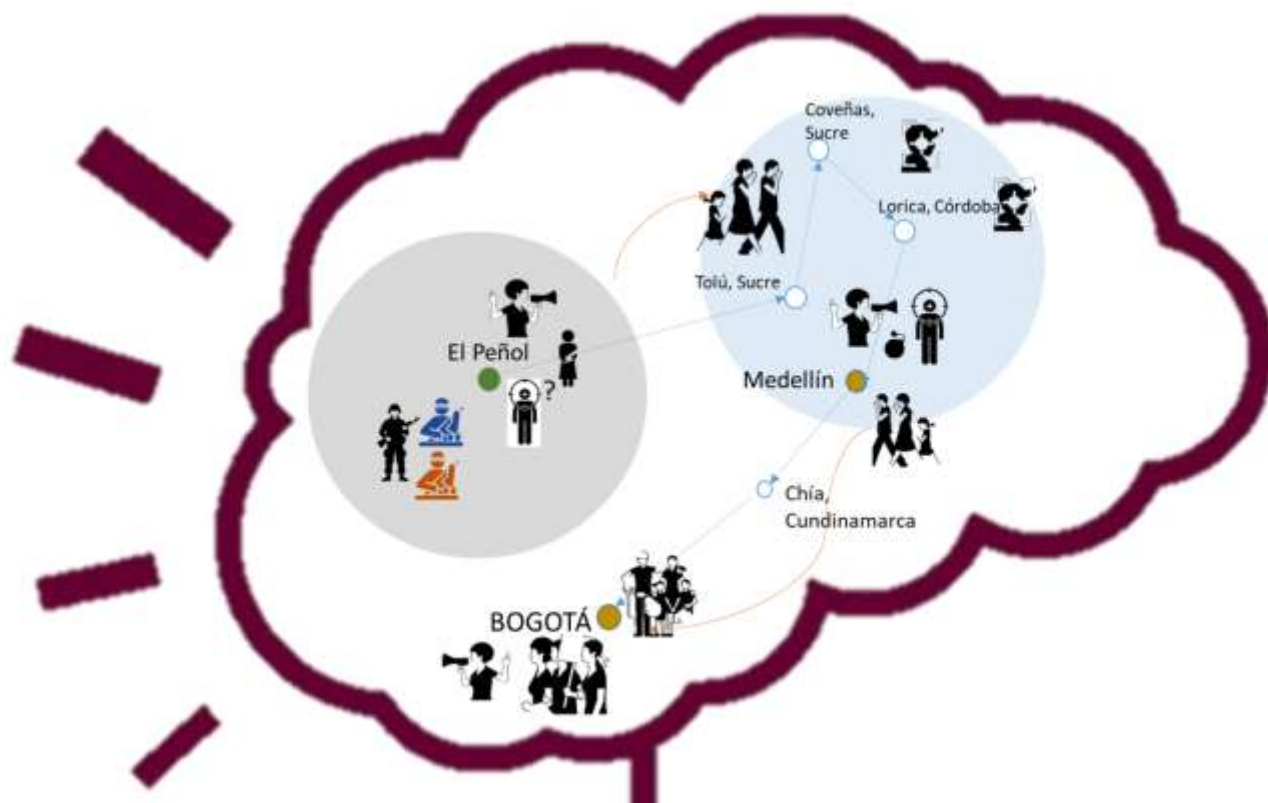 Coveñas,
Sucre
Lorica, Córdoba
Tolú, Sucre
El Peñol
?
Medellín
Chía,
Cundinamarca
BOGOTÁ